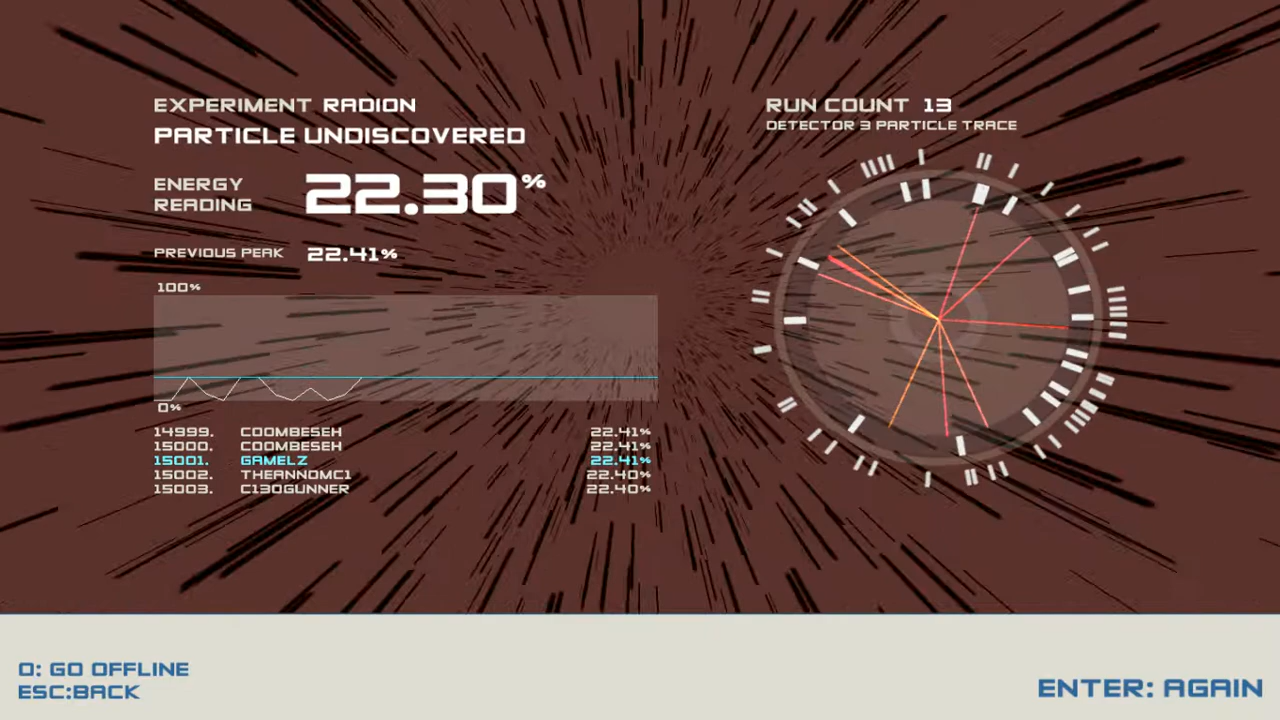 EXPERIMENT RADION
PARTICLE UNDISCOVERED
ENERGY READING 22.30%
PREVIOUS PEAK 22.41%
100%
0%
14999. COOMBESEH 22.41%
15000. COOMBESEH 22.41%
15001. GAMELZ 22.41%
15002. THEANNOMC1 22.40%
15003. C130GUNNER 22.40%
RUN COUNT 13
DETECTOR 3 PARTICLE TRACE
O: GO OFFLINE
ESC:BACK
ENTER: AGAIN